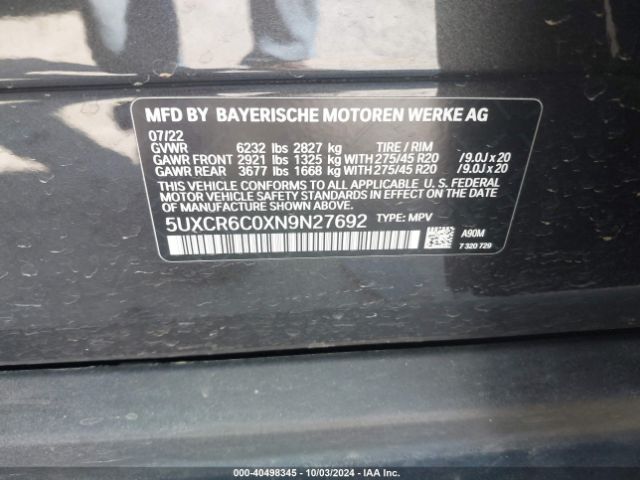 MFD BY BAYERISCHE MOTOREN WERKE AG
07/22
GVWR 6232 lbs 2827 kg TIRE / RIM
GAWR FRONT 2921 lbs 1325 kg WITH 275/45 R20 / 9.0J x 20
GAWR REAR 3677 lbs 1668 kg WITH 275/45 R20 / 9.0J x 20
THIS VEHICLE CONFORMS TO ALL APPLICABLE U. S. FEDERAL
MOTOR VEHICLE SAFETY STANDARDS IN EFFECT ON THE DATE
OF MANUFACTURE SHOWN ABOVE.
5UXCR6C0XN9N27692 TYPE: MPV
A90M
7 320 729
000-40498345 | 10/03/2024 | IAA Inc.